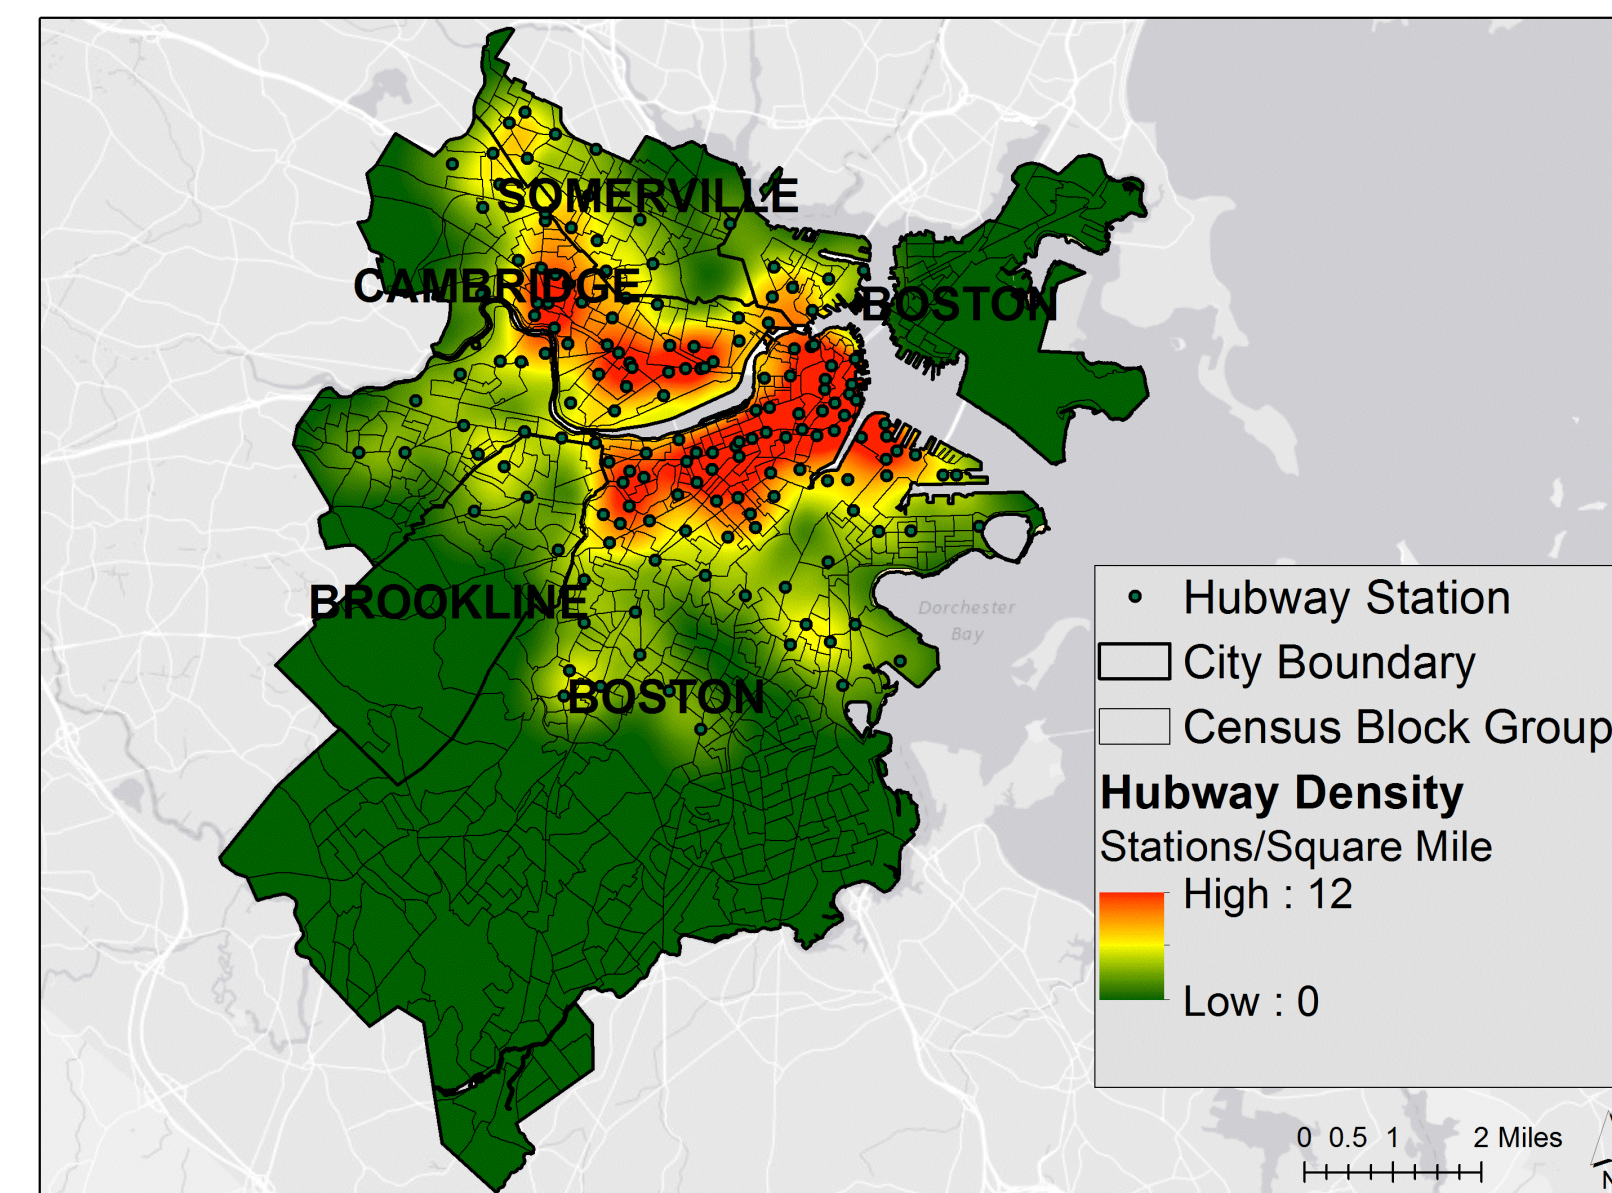 SOMERVILLE
CAMBRIDGE
BOSTON
BROOKLINE
Dorchester
Bay
BOSTON
Hubway Station
City Boundary
Census Block Group
Hubway Density
Stations/Square Mile
High : 12
Low : 0
0 0.5 1 2 Miles
N